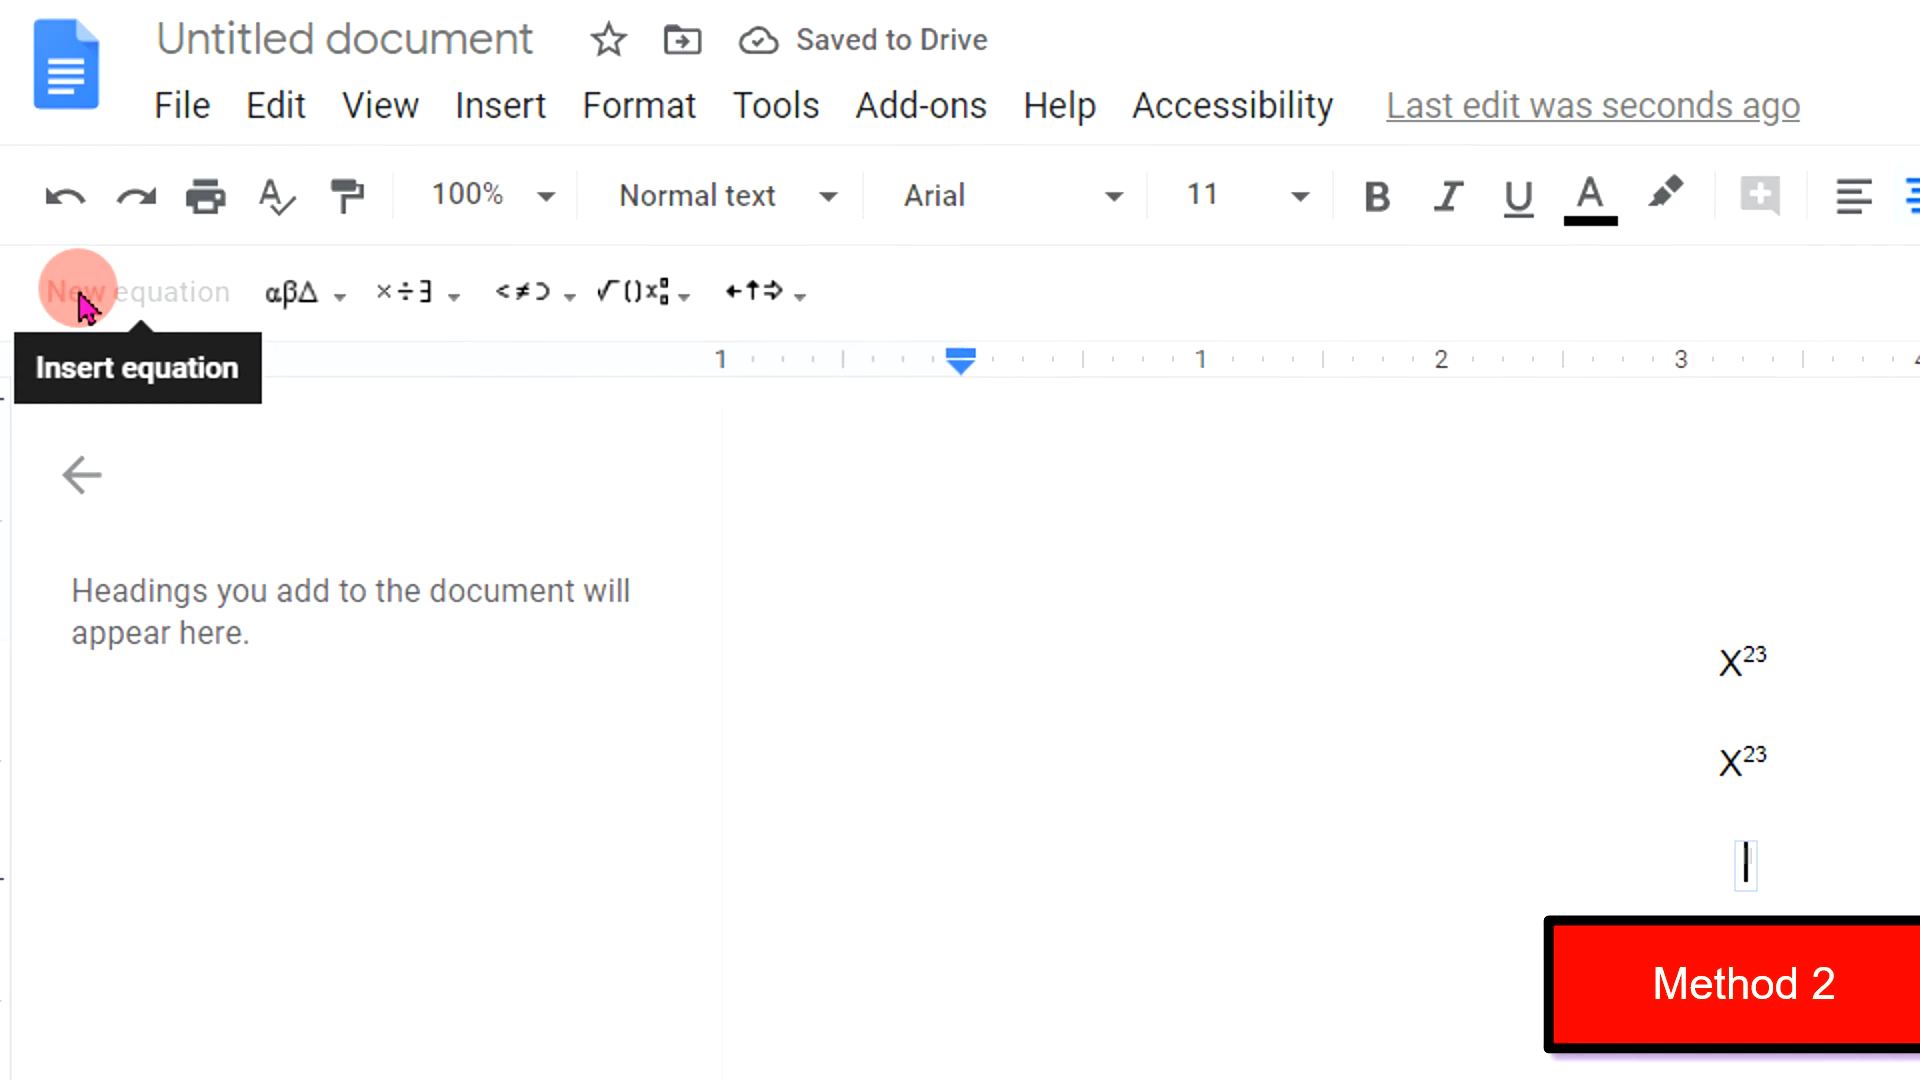 Untitled document Saved to Drive
File Edit View Insert Format Tools Add-ons Help Accessibility Last edit was seconds ago
100% Normal text Arial 11 B I U A
New equation αβΔ ×÷∃ <≠⊃ √()x ←↑⇒
Insert equation
1 1 2 3 4
Headings you add to the document will
appear here.
X²³
X²³
Method 2